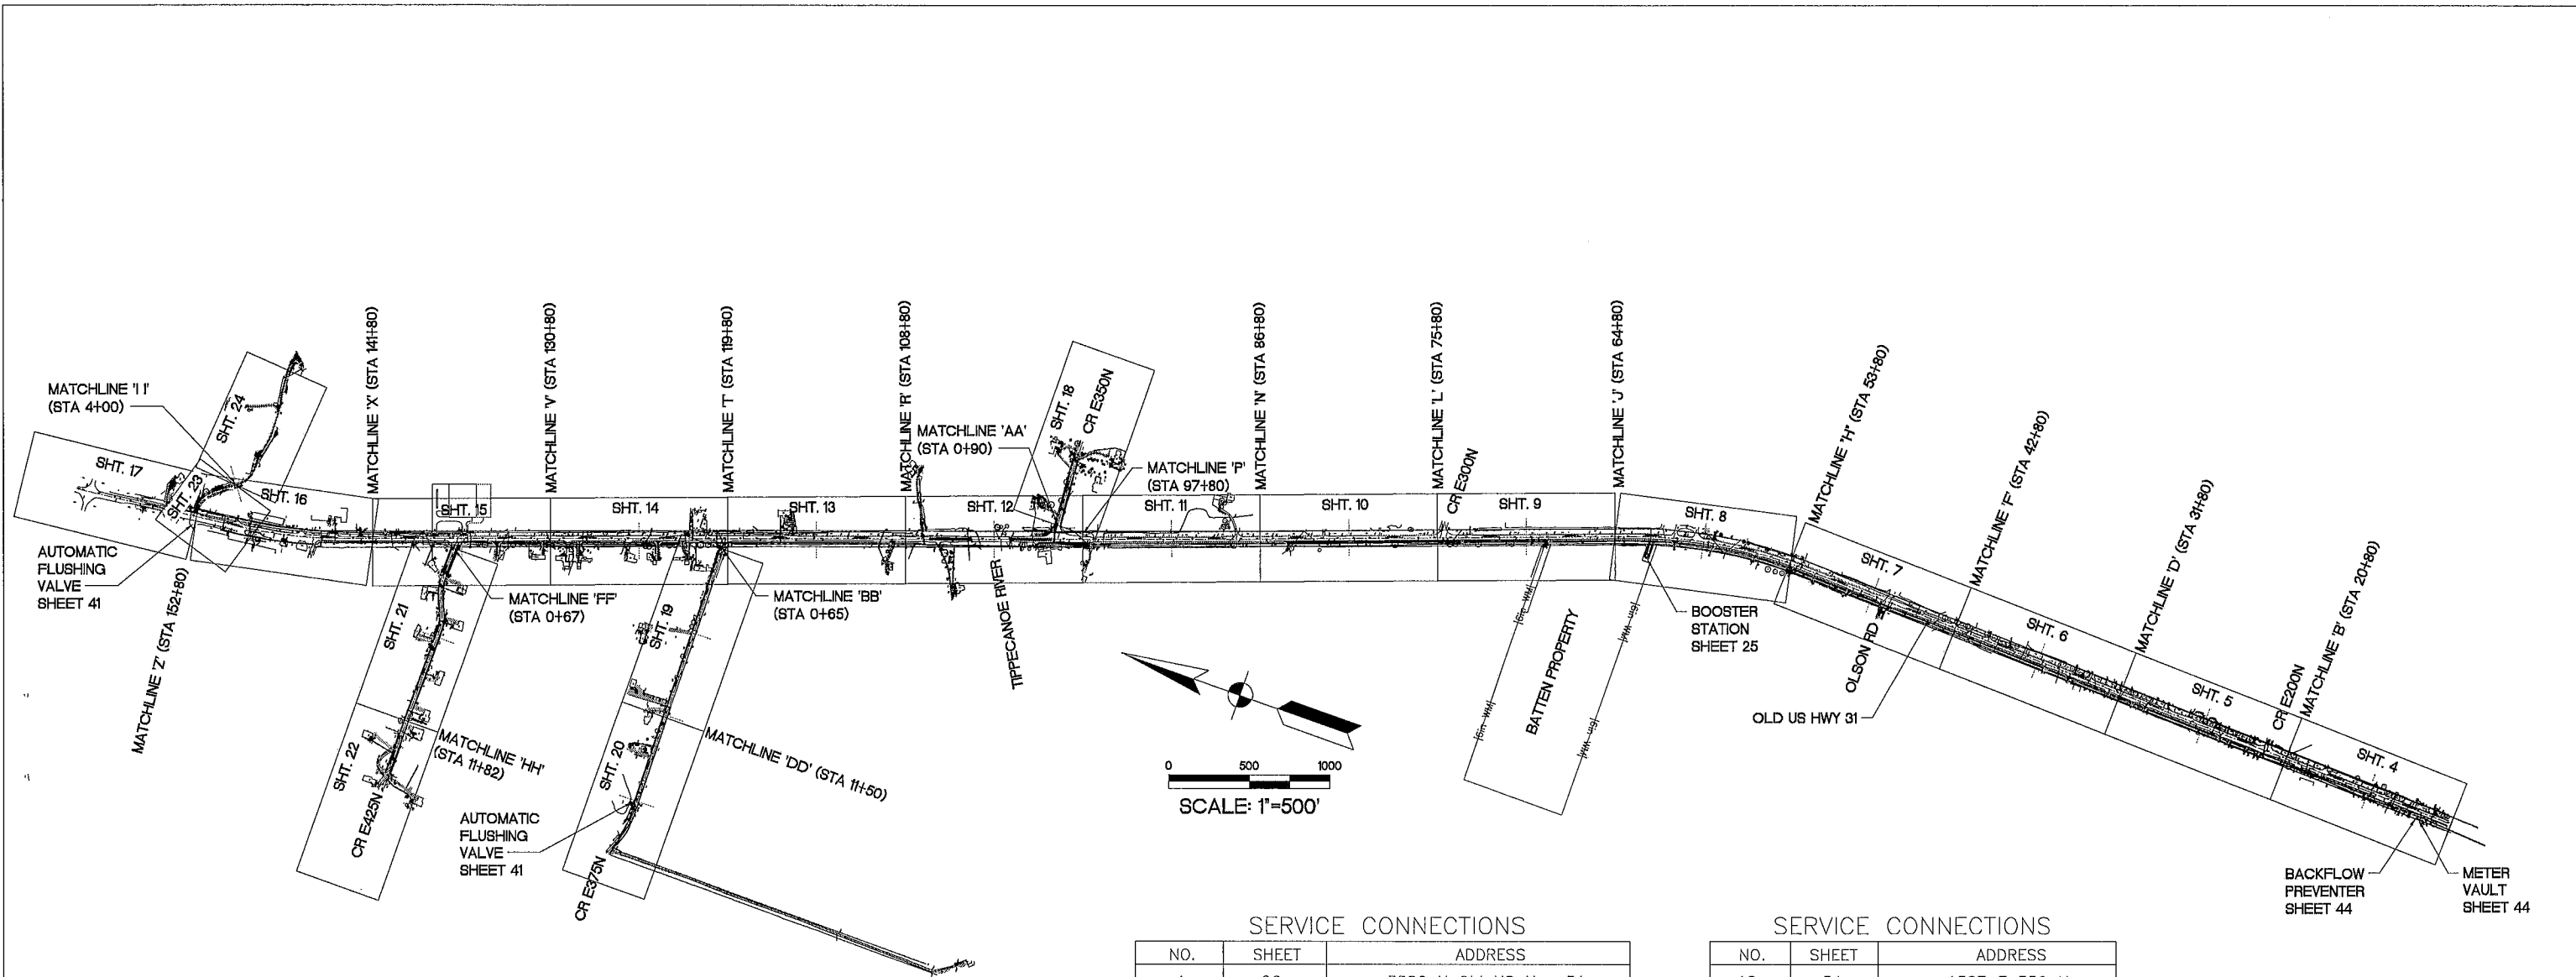 MATCHLINE 'I I'
(STA 4+00)
SHT. 24
SHT. 17
SHT. 23
SHT. 16
AUTOMATIC
FLUSHING
VALVE
SHEET 41
MATCHLINE 'Z' (STA 152+80)
MATCHLINE 'X' (STA 141+80)
SHT. 15
MATCHLINE 'V' (STA 130+80)
SHT. 14
MATCHLINE 'T' (STA 119+80)
SHT. 13
MATCHLINE 'R' (STA 108+80)
SHT. 12
MATCHLINE 'AA'
(STA 0+90)
SHT. 18
CR E350N
MATCHLINE 'P'
(STA 97+80)
SHT. 11
MATCHLINE 'N' (STA 86+80)
SHT. 10
MATCHLINE 'L' (STA 75+80)
CR E300N
SHT. 9
MATCHLINE 'J' (STA 64+80)
SHT. 8
MATCHLINE 'H' (STA 53+80)
SHT. 7
MATCHLINE 'F' (STA 42+80)
SHT. 6
MATCHLINE 'D' (STA 31+80)
SHT. 5
CR E200N
MATCHLINE 'B' (STA 20+80)
SHT. 4
SHT. 21
MATCHLINE 'FF'
(STA 0+67)
SHT. 22
MATCHLINE 'HH'
(STA 11+82)
CR E425N
SHT. 19
MATCHLINE 'BB'
(STA 0+65)
SHT. 20
MATCHLINE 'DD' (STA 11+50)
AUTOMATIC
FLUSHING
VALVE
SHEET 41
CR E375N
TIPPECANOE RIVER
0 500 1000
SCALE: 1"=500'
|6in WM|
|6in WM|
BATTEN PROPERTY
|6in WM|
|6in WM|
BOOSTER
STATION
SHEET 25
OLSON RD
OLD US HWY 31
BACKFLOW
PREVENTER
SHEET 44
METER
VAULT
SHEET 44
SERVICE CONNECTIONS
NO. SHEET ADDRESS
SERVICE CONNECTIONS
NO. SHEET ADDRESS